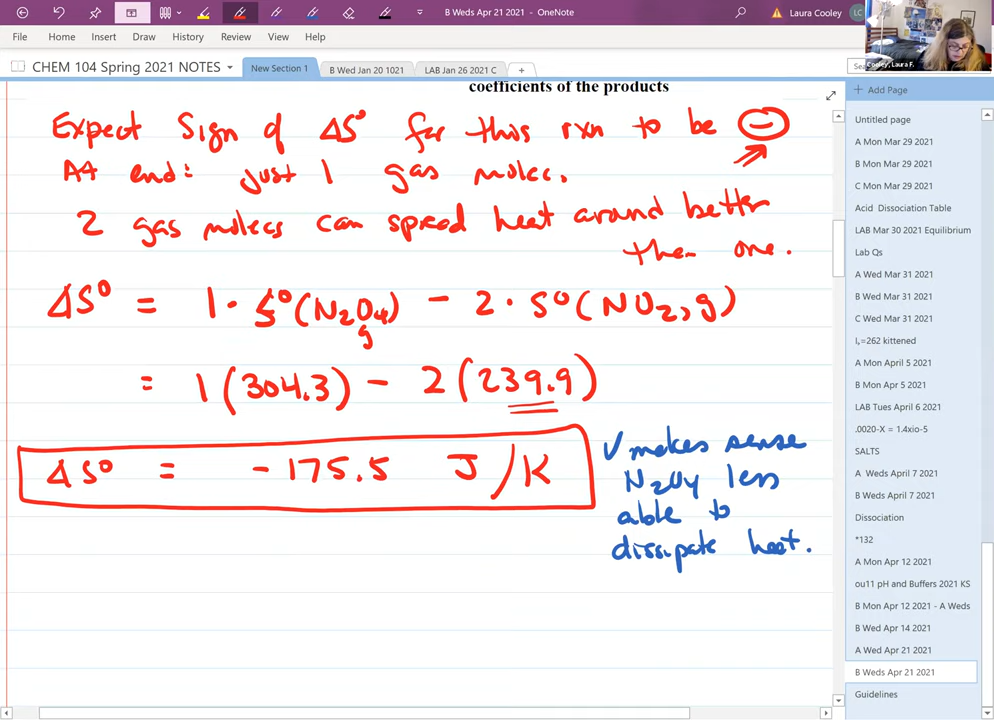 B Weds Apr 21 2021 - OneNote
Laura Cooley
LC
File Home Insert Draw History Review View Help
Cooley, Laura F.
CHEM 104 Spring 2021 NOTES
New Section 1
B Wed Jan 20 1021
LAB Jan 26 2021 C
Add Page
coefficients of the products
Expect Sign of ΔS° for this rxn to be ⊖
At end: just 1 gas molec.
2 gas molecs can spread heat around better
then one.
ΔS° = 1 · S°(N2O4) - 2 · S°(NO2, g)
g
= 1(304.3) - 2(239.9)
ΔS° = -175.5 J/K
√ makes sense
N2O4 less
able to
dissipate heat.
Untitled page
A Mon Mar 29 2021
B Mon Mar 29 2021
C Mon Mar 29 2021
Acid Dissociation Table
LAB Mar 30 2021 Equilibrium
Lab Qs
A Wed Mar 31 2021
B Wed Mar 31 2021
C Wed Mar 31 2021
I,=262 kittened
A Mon April 5 2021
B Mon Apr 5 2021
LAB Tues April 6 2021
.0020-X = 1.4xio-5
SALTS
A Weds April 7 2021
B Weds April 7 2021
Dissociation
*132
A Mon Apr 12 2021
ou11 pH and Buffers 2021 KS
B Mon Apr 12 2021 - A Weds
B Wed Apr 14 2021
A Wed Apr 21 2021
B Weds Apr 21 2021
Guidelines